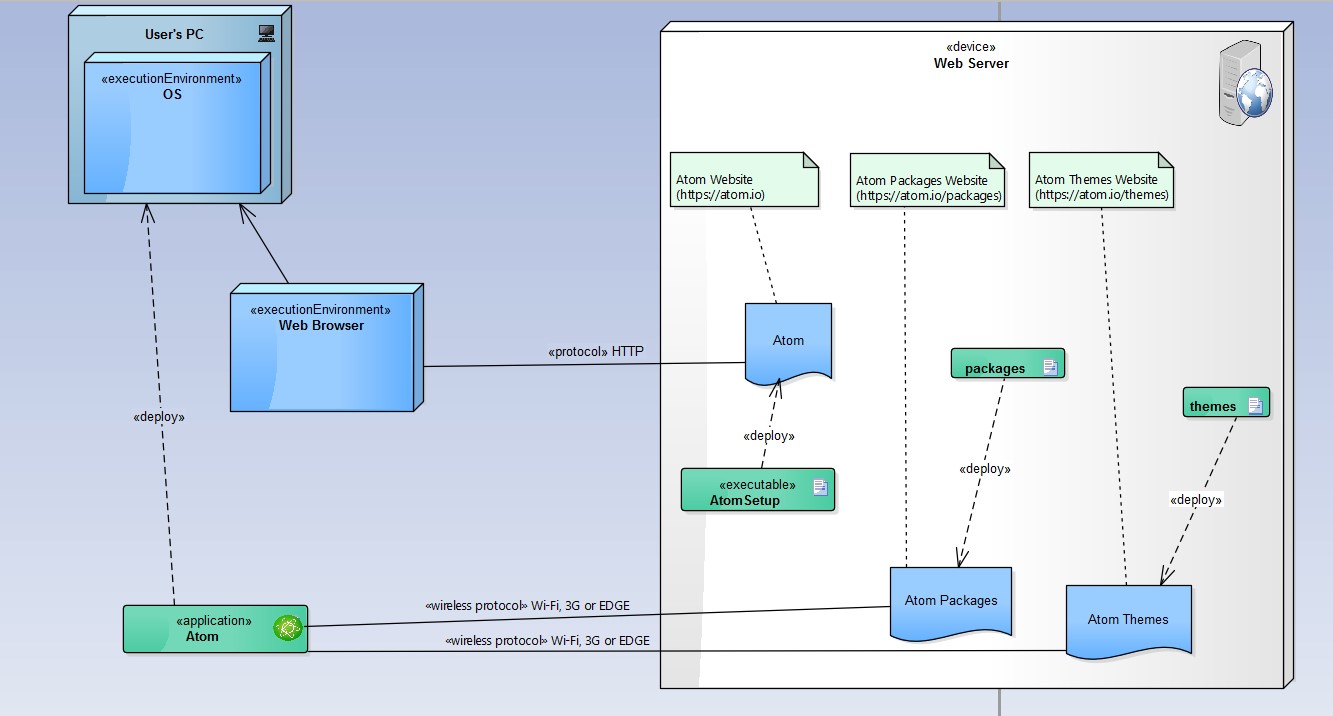 User's PC
«executionEnvironment»
OS
«device»
Web Server
Atom Website
(https://atom.io)
Atom Packages Website
(https://atom.io/packages)
Atom Themes Website
(https://atom.io/themes)
«executionEnvironment»
Web Browser
«protocol» HTTP
Atom
packages
themes
«deploy»
«deploy»
«deploy»
«deploy»
«executable»
AtomSetup
«application»
Atom
«wireless protocol» Wi-Fi, 3G or EDGE
«wireless protocol» Wi-Fi, 3G or EDGE
Atom Packages
Atom Themes